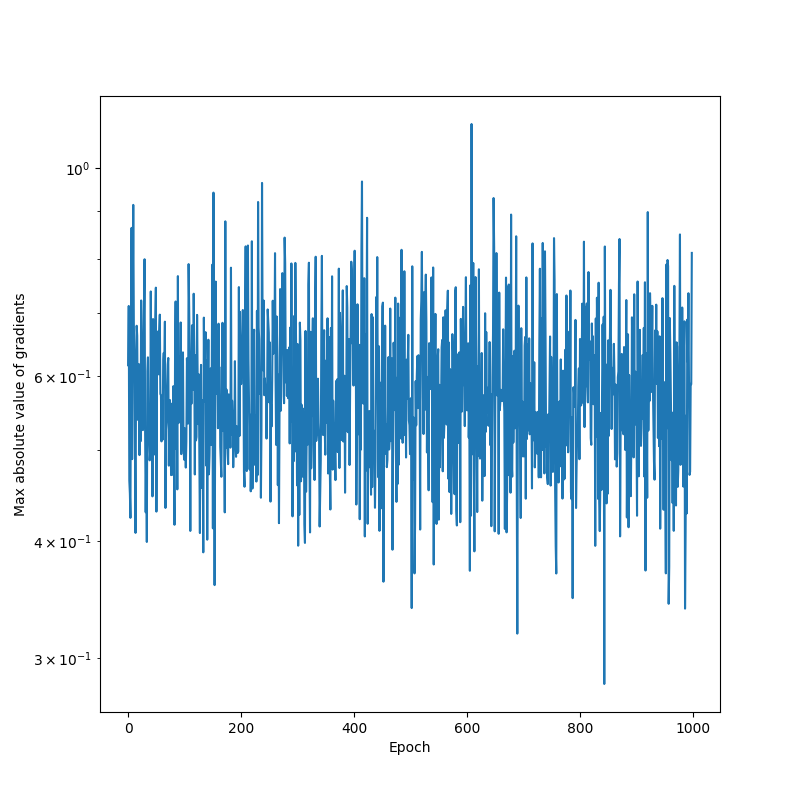 Max absolute value of gradients
10⁰
6 × 10⁻¹
4 × 10⁻¹
3 × 10⁻¹
0 200 400 600 800 1000
Epoch